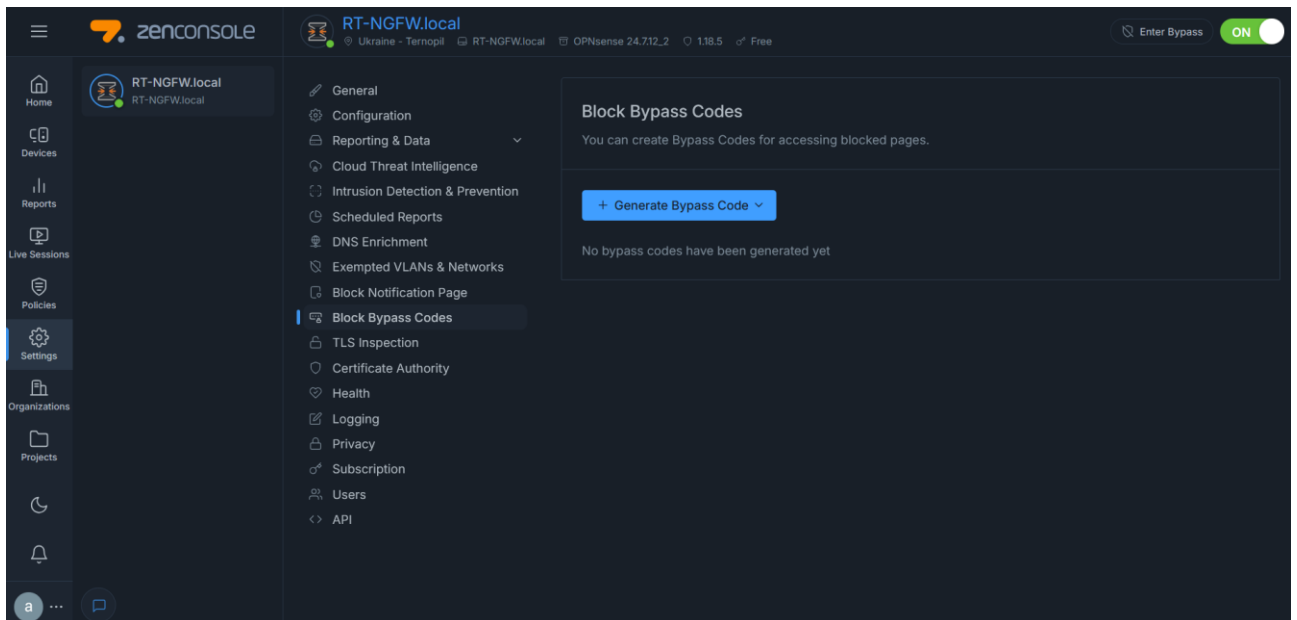 zenconsole
RT-NGFW.local
Ukraine - Ternopil RT-NGFW.local OPNsense 24.7.12_2 1.18.5 Free
Enter Bypass
ON
Home
Devices
Reports
Live Sessions
Policies
Settings
Organizations
Projects
a ...
RT-NGFW.local
RT-NGFW.local
General
Configuration
Reporting & Data
Cloud Threat Intelligence
Intrusion Detection & Prevention
Scheduled Reports
DNS Enrichment
Exempted VLANs & Networks
Block Notification Page
Block Bypass Codes
TLS Inspection
Certificate Authority
Health
Logging
Privacy
Subscription
Users
API
Block Bypass Codes
You can create Bypass Codes for accessing blocked pages.
+ Generate Bypass Code
No bypass codes have been generated yet